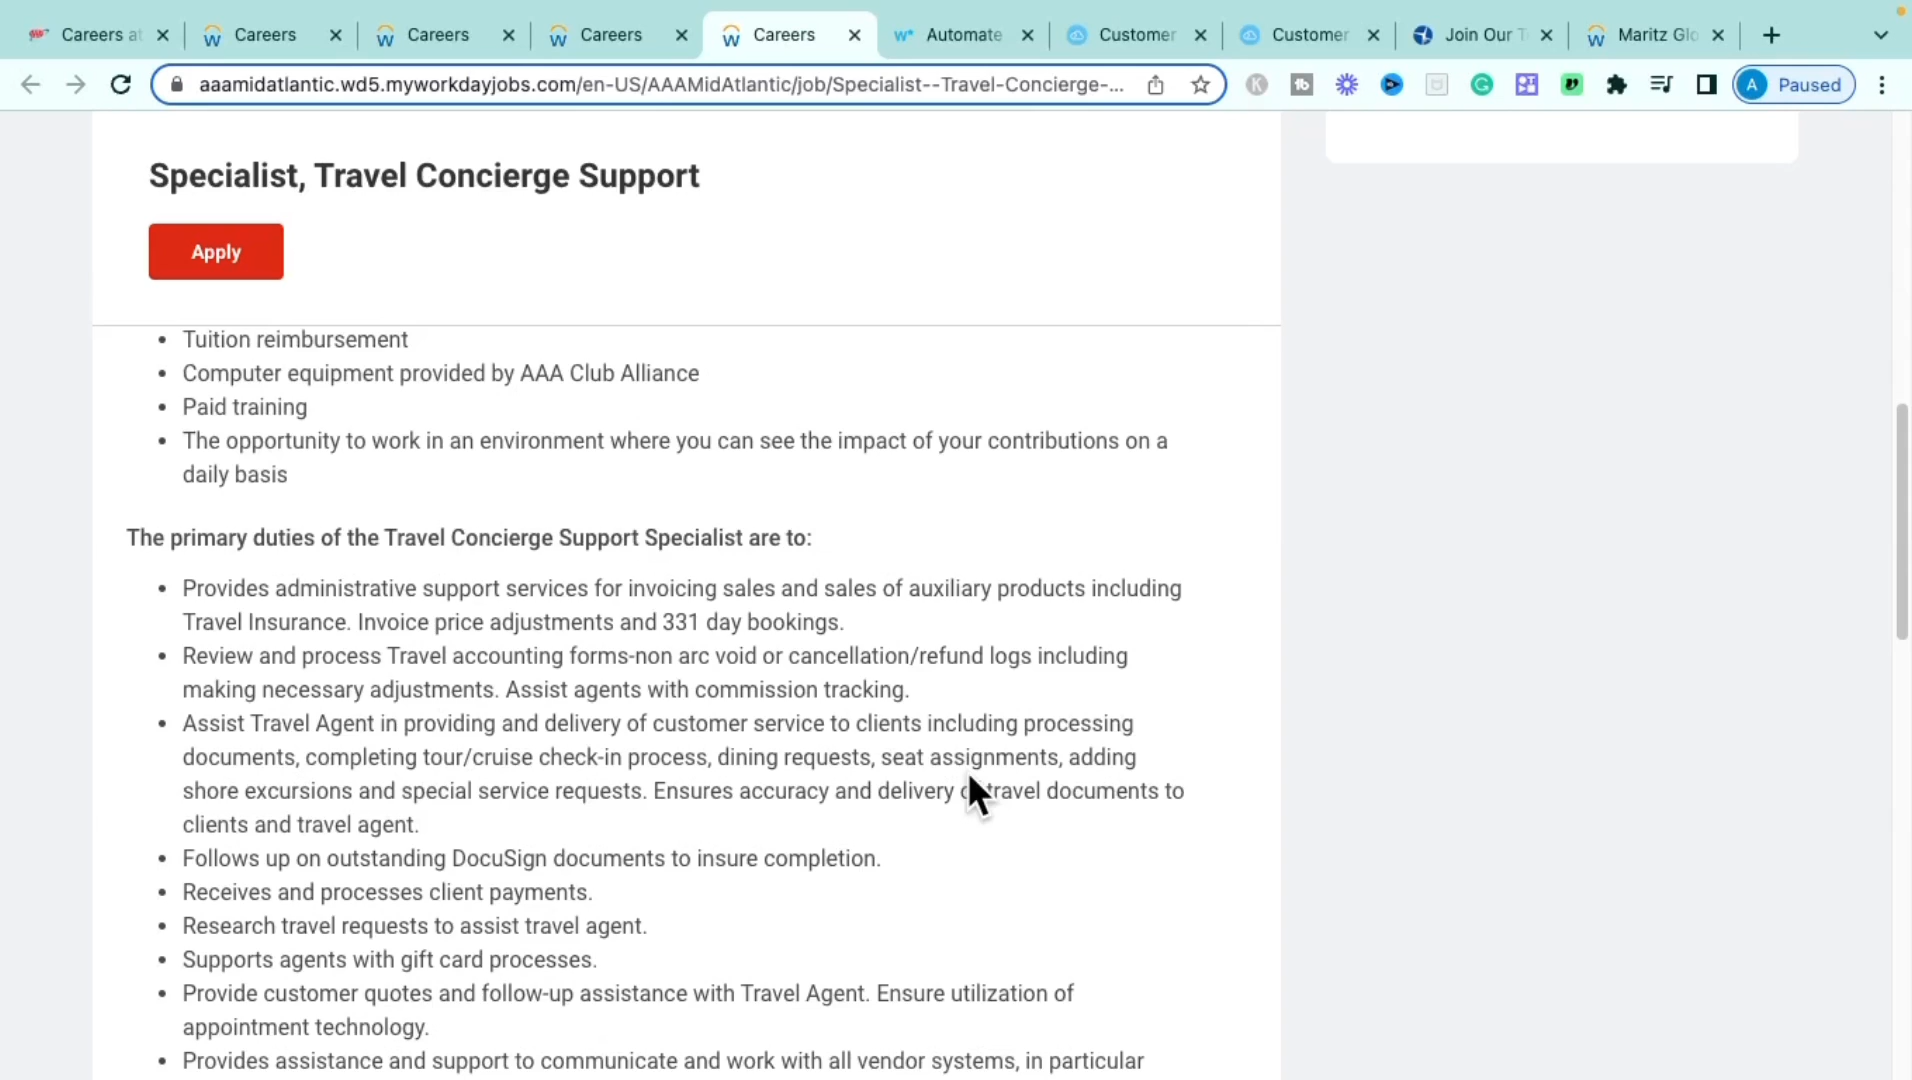 Careers at
Careers
Careers
Careers
Careers
Automate
Customer
Customer
Join Our T
Maritz Glo
aaamidatlantic.wd5.myworkdayjobs.com/en-US/AAAMidAtlantic/job/Specialist--Travel-Concierge-...
A Paused
Specialist, Travel Concierge Support
Apply
• Tuition reimbursement
• Computer equipment provided by AAA Club Alliance
• Paid training
• The opportunity to work in an environment where you can see the impact of your contributions on a
daily basis
The primary duties of the Travel Concierge Support Specialist are to:
• Provides administrative support services for invoicing sales and sales of auxiliary products including
Travel Insurance. Invoice price adjustments and 331 day bookings.
• Review and process Travel accounting forms-non arc void or cancellation/refund logs including
making necessary adjustments. Assist agents with commission tracking.
• Assist Travel Agent in providing and delivery of customer service to clients including processing
documents, completing tour/cruise check-in process, dining requests, seat assignments, adding
shore excursions and special service requests. Ensures accuracy and delivery travel documents to
clients and travel agent.
• Follows up on outstanding DocuSign documents to insure completion.
• Receives and processes client payments.
• Research travel requests to assist travel agent.
• Supports agents with gift card processes.
• Provide customer quotes and follow-up assistance with Travel Agent. Ensure utilization of
appointment technology.
• Provides assistance and support to communicate and work with all vendor systems, in particular